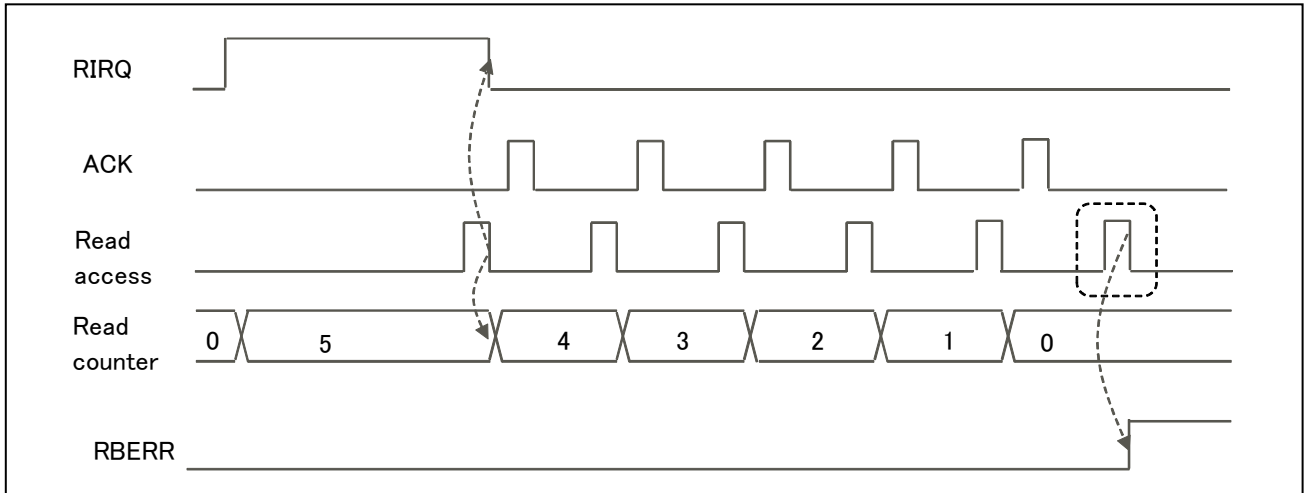 RIRQ
ACK
Read
access
Read
counter
0 5 4 3 2 1 0
RBERR